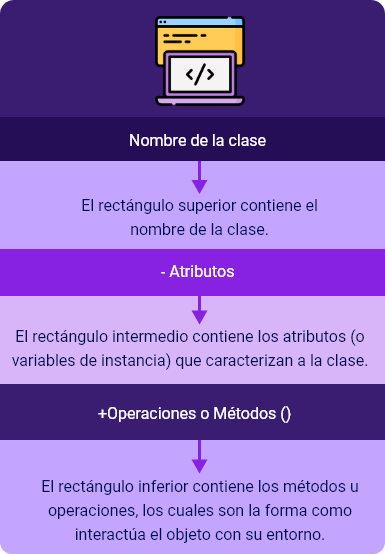 Nombre de la clase
El rectángulo superior contiene el
nombre de la clase.
- Atributos
El rectángulo intermedio contiene los atributos (o
variables de instancia) que caracterizan a la clase.
+Operaciones o Métodos ()
El rectángulo inferior contiene los métodos u
operaciones, los cuales son la forma como
interactúa el objeto con su entorno.